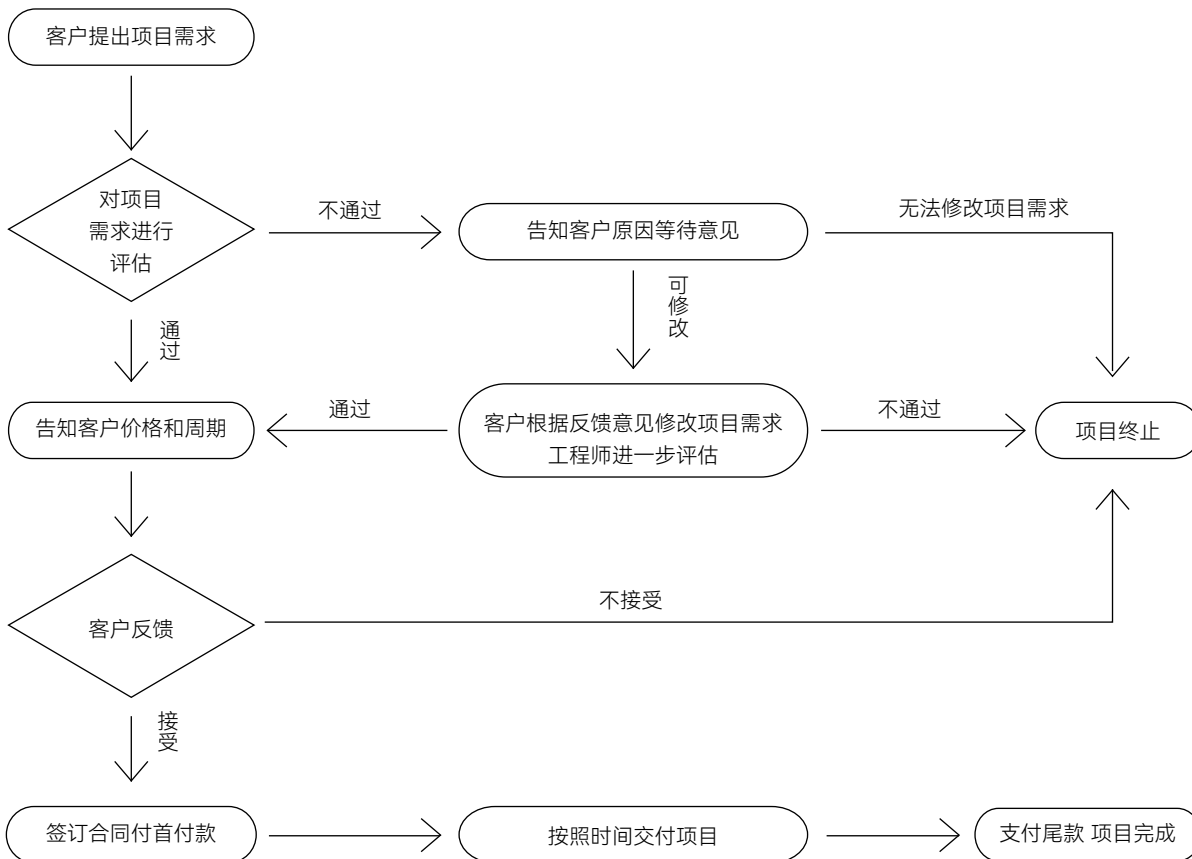 客户提出项目需求
对项目
需求进行
评估
不通过
告知客户原因等待意见
无法修改项目需求
可修改
通过
告知客户价格和周期
通过
客户根据反馈意见修改项目需求
工程师进一步评估
不通过
项目终止
客户反馈
不接受
接受
签订合同付首付款
按照时间交付项目
支付尾款 项目完成